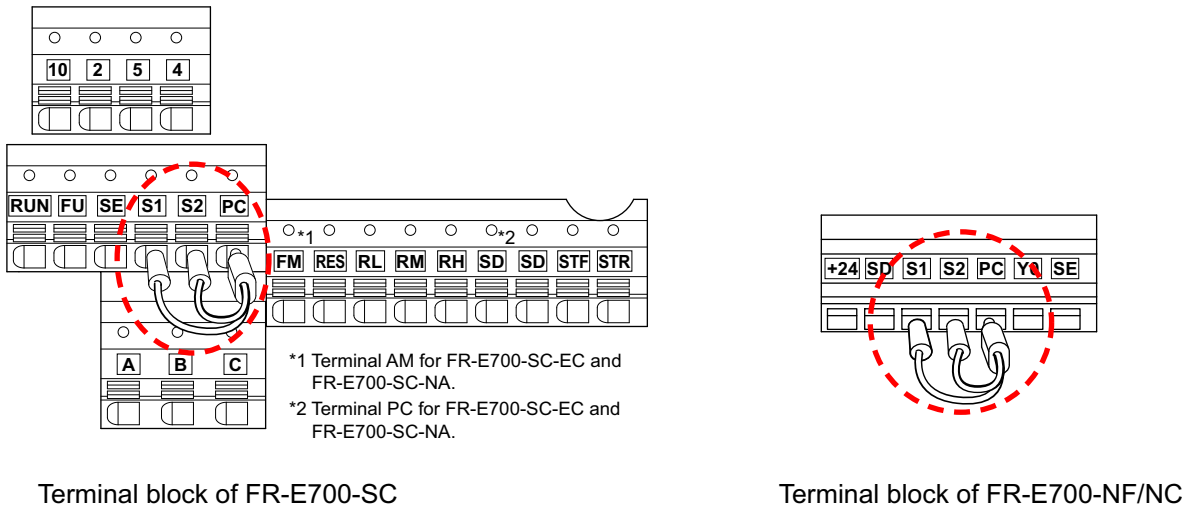 10 2 5 4
RUN FU SE S1 S2 PC
*1 *2
FM RES RL RM RH SD SD STF STR
A B C
*1 Terminal AM for FR-E700-SC-EC and
FR-E700-SC-NA.
*2 Terminal PC for FR-E700-SC-EC and
FR-E700-SC-NA.
Terminal block of FR-E700-SC
+24 SD S1 S2 PC Y0 SE
Terminal block of FR-E700-NF/NC